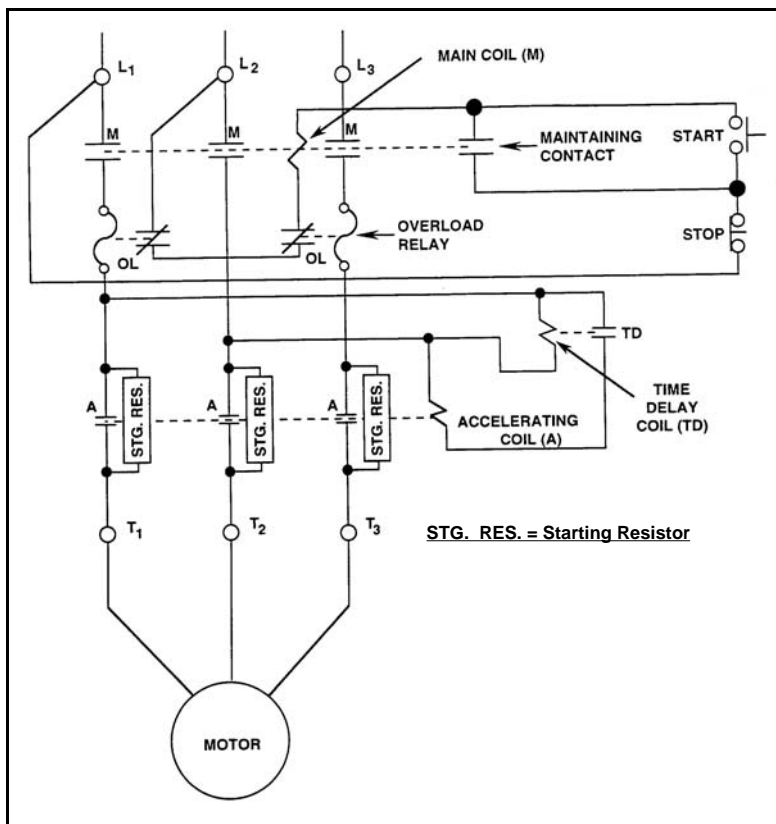 L1
L2
L3
MAIN COIL (M)
M
M
M
MAINTAINING
CONTACT
START
OVERLOAD
RELAY
STOP
OL
OL
TD
A
STG. RES.
A
STG. RES.
A
STG. RES.
ACCELERATING
COIL (A)
TIME
DELAY
COIL (TD)
T1
T2
T3
STG. RES. = Starting Resistor
MOTOR